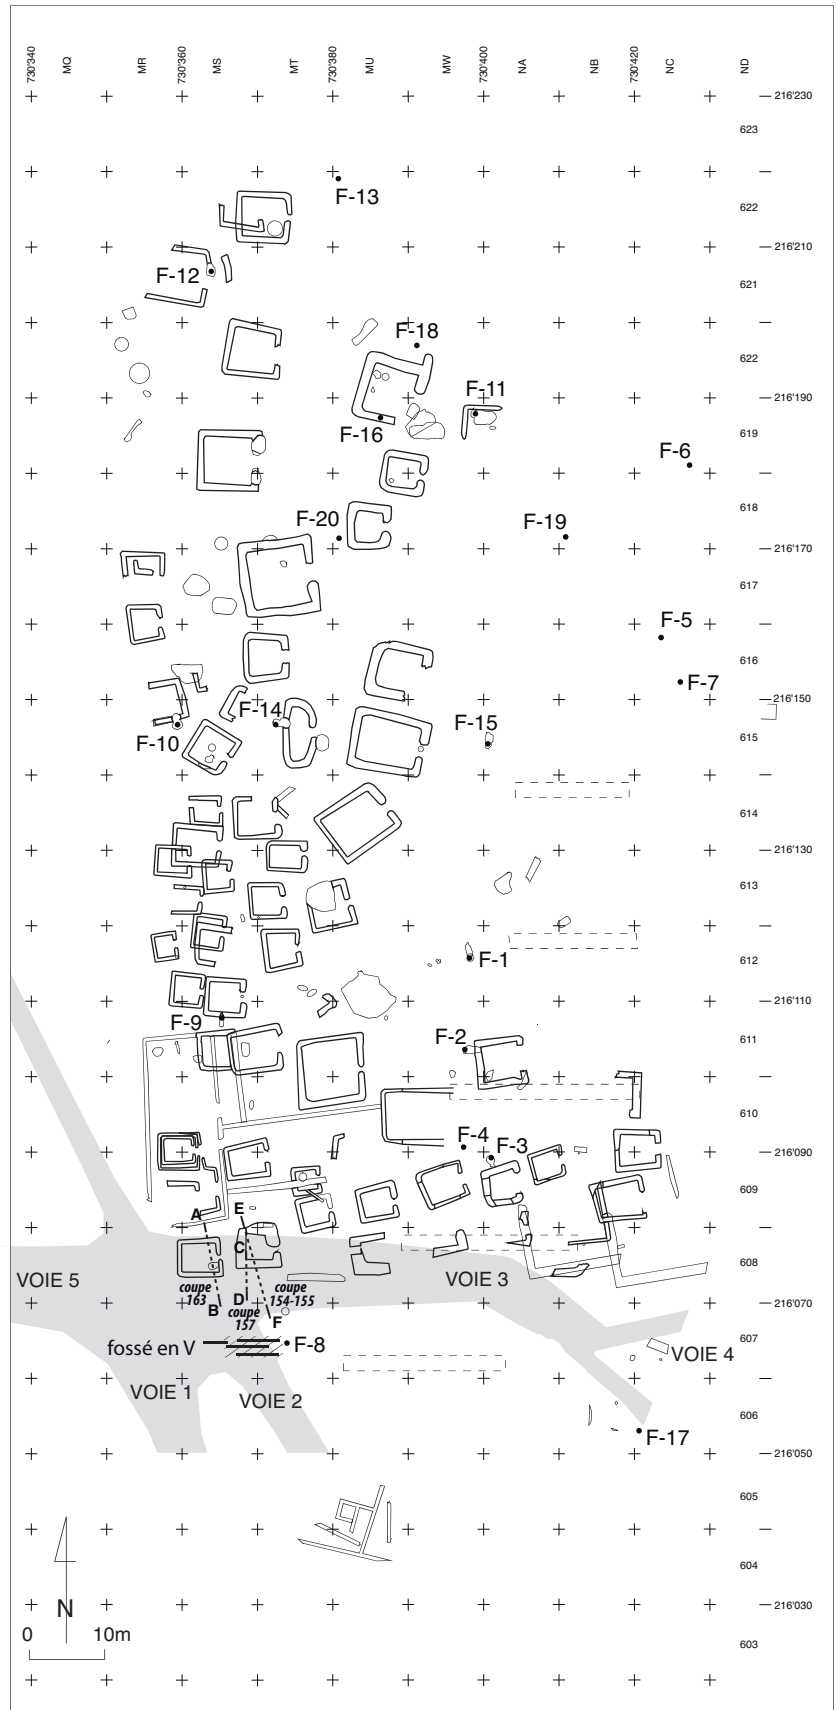 730'340
MQ
MR
730'360
MS
MT
730'380
MU
MW
730'400
NA
NB
730'420
NC
ND
216'230
623
F-13
622
216'210
F-12
621
F-18
622
F-11
216'190
F-16
619
F-6
618
F-20
F-19
216'170
617
F-5
616
F-7
216'150
F-14
F-15
F-10
615
614
216'130
613
F-1
612
216'110
F-9
F-2
611
610
F-4
F-3
216'090
609
A
E
C
608
VOIE 5
VOIE 3
coupe
163
B
D
coupe
157
coupe
154-155
F
216'070
fossé en V
F-8
607
VOIE 4
VOIE 1
VOIE 2
606
F-17
216'050
605
604
N
216'030
0
10m
603